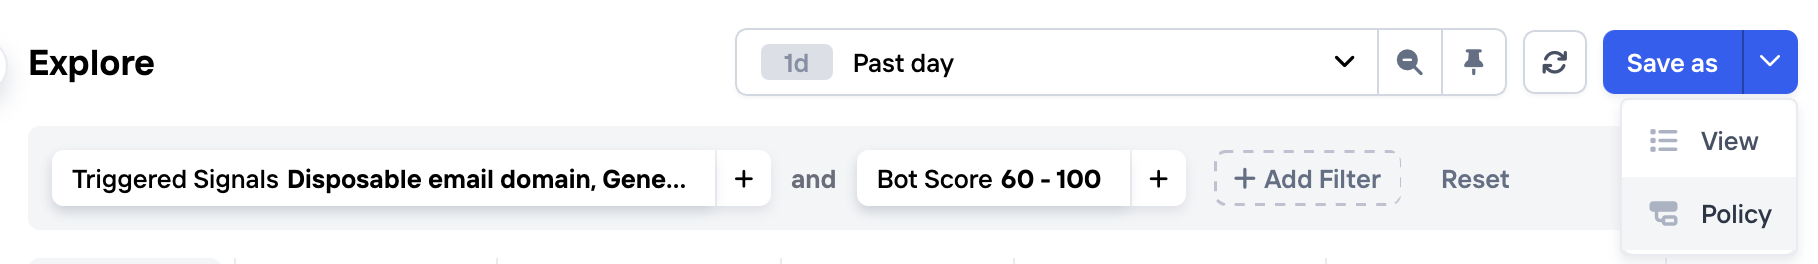 Explore
1d Past day
Save as
View
Policy
Triggered Signals Disposable email domain, Gene... + and Bot Score 60 - 100 + + Add Filter Reset